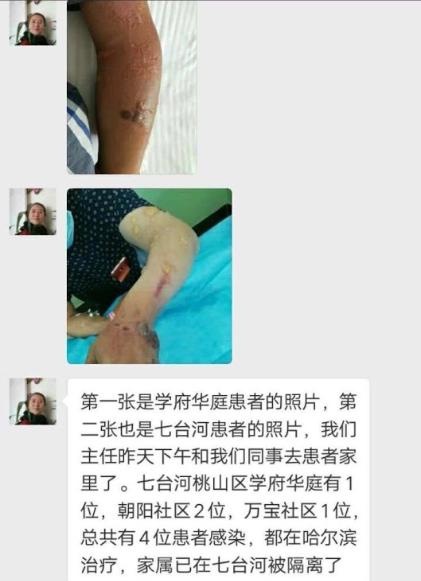 第一张是学府华庭患者的照片，第
二张也是七台河患者的照片，我们
主任昨天下午和我们同事去患者家
里了。七台河桃山区学府华庭有1
位，朝阳社区2位，万宝社区1位，
总共有4位患者感染，都在哈尔滨
治疗，家属已在七台河被隔离了